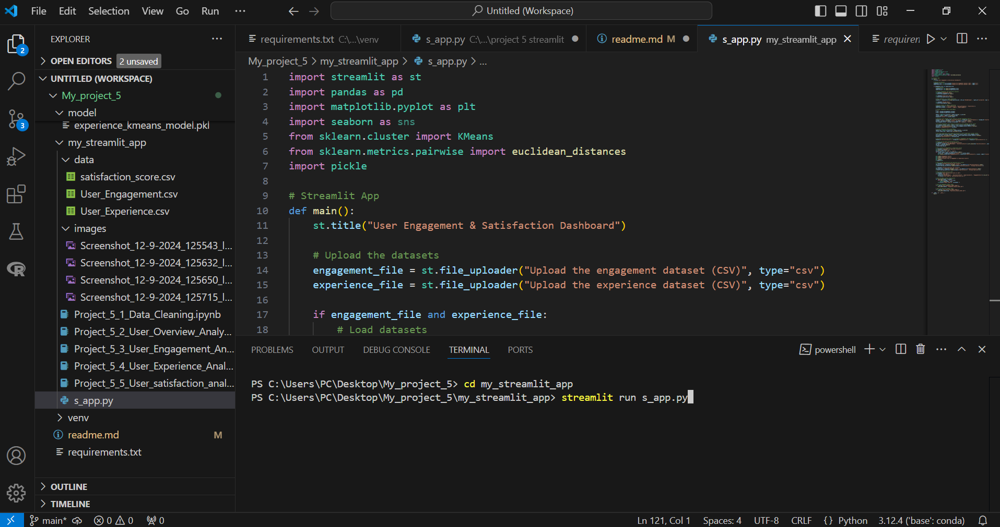 File Edit Selection View Go Run ··· Untitled (Workspace)
EXPLORER ···
OPEN EDITORS 2 unsaved
UNTITLED (WORKSPACE)
My_project_5
model
experience_kmeans_model.pkl
my_streamlit_app
data
satisfaction_score.csv
User_Engagement.csv
User_Experience.csv
images
Screenshot_12-9-2024_125543_l...
Screenshot_12-9-2024_125632_l...
Screenshot_12-9-2024_125650_l...
Screenshot_12-9-2024_125715_l...
Project_5_1_Data_Cleaning.ipynb
Project_5_2_User_Overview_Analy...
Project_5_3_User_Engagement_An...
Project_5_4_User_Experience_Anal...
Project_5_5_User_satisfaction_anal...
s_app.py
venv
readme.md M
requirements.txt
OUTLINE
TIMELINE
2
3
requirements.txt C:\...\venv s_app.py C:\...\project 5 streamlit readme.md M s_app.py my_streamlit_app requiren
My_project_5 > my_streamlit_app > s_app.py > ...
1 import streamlit as st
2 import pandas as pd
3 import matplotlib.pyplot as plt
4 import seaborn as sns
5 from sklearn.cluster import KMeans
6 from sklearn.metrics.pairwise import euclidean_distances
7 import pickle
8
9 # Streamlit App
10 def main():
11 st.title("User Engagement & Satisfaction Dashboard")
12
13 # Upload the datasets
14 engagement_file = st.file_uploader("Upload the engagement dataset (CSV)", type="csv")
15 experience_file = st.file_uploader("Upload the experience dataset (CSV)", type="csv")
16
17 if engagement_file and experience_file:
18 # Load datasets
PROBLEMS OUTPUT DEBUG CONSOLE TERMINAL PORTS powershell
PS C:\Users\PC\Desktop\My_project_5> cd my_streamlit_app
PS C:\Users\PC\Desktop\My_project_5\my_streamlit_app> streamlit run s_app.py
main* 0 0 0 Ln 121, Col 1 Spaces: 4 UTF-8 CRLF {} Python 3.12.4 ('base': conda)